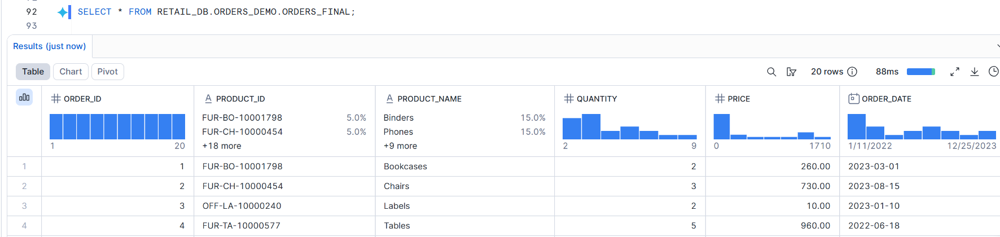 92 SELECT * FROM RETAIL_DB.ORDERS_DEMO.ORDERS_FINAL;
93
Results (just now)
Table Chart Pivot 20 rows 88ms
ORDER_ID PRODUCT_ID PRODUCT_NAME QUANTITY PRICE ORDER_DATE
FUR-BO-10001798 5.0% Binders 15.0%
FUR-CH-10000454 5.0% Phones 15.0%
1 20 +18 more +9 more 2 9 0 1710 1/11/2022 12/25/2023
1 1 FUR-BO-10001798 Bookcases 2 260.00 2023-03-01
2 2 FUR-CH-10000454 Chairs 3 730.00 2023-08-15
3 3 OFF-LA-10000240 Labels 2 10.00 2023-01-10
4 4 FUR-TA-10000577 Tables 5 960.00 2022-06-18